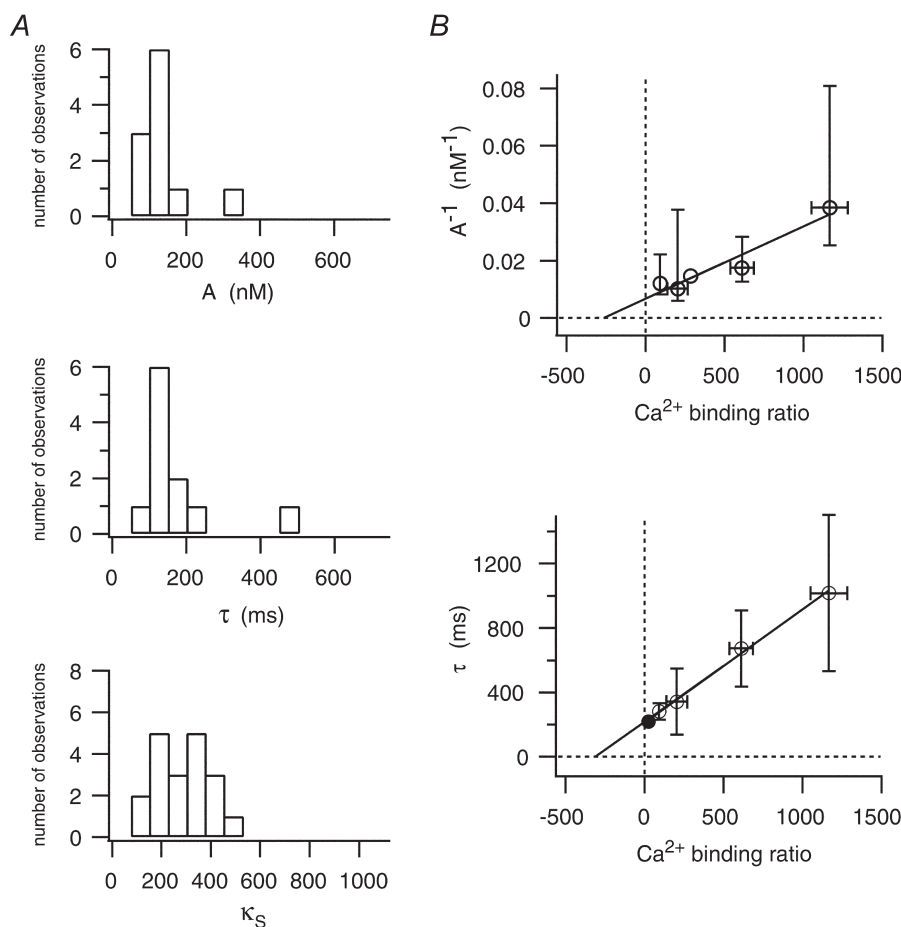 A
number of observations
6
4
2
0
0 200 400 600
A (nM)
number of observations
6
4
2
0
0 200 400 600
τ (ms)
number of observations
8
6
4
2
0
0 200 400 600 800 1000
κS
B
A⁻¹ (nM⁻¹)
0.08
0.06
0.04
0.02
0
-500 0 500 1000 1500
Ca²⁺ binding ratio
τ (ms)
1200
800
400
0
-500 0 500 1000 1500
Ca²⁺ binding ratio